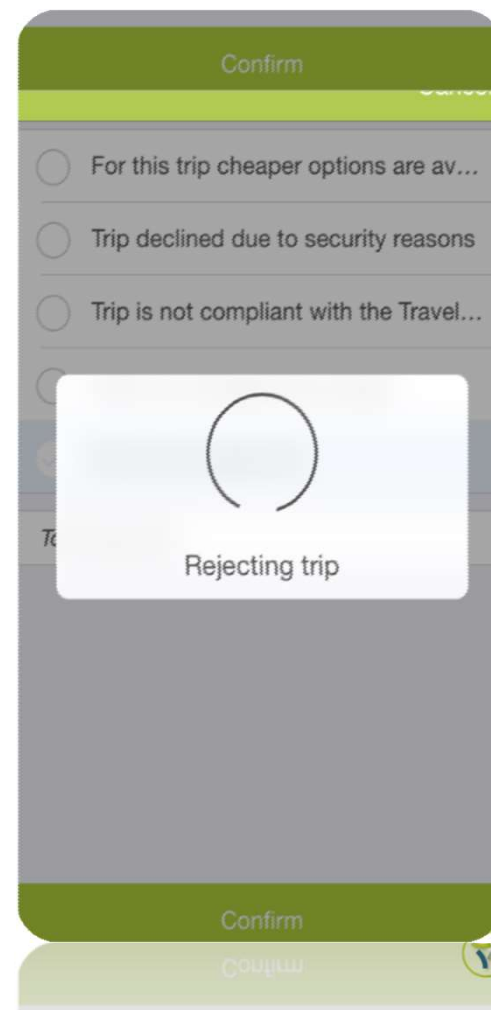 Confirm
For this trip cheaper options are av...
Trip declined due to security reasons
Trip is not compliant with the Travel...
Rejecting trip
Confirm